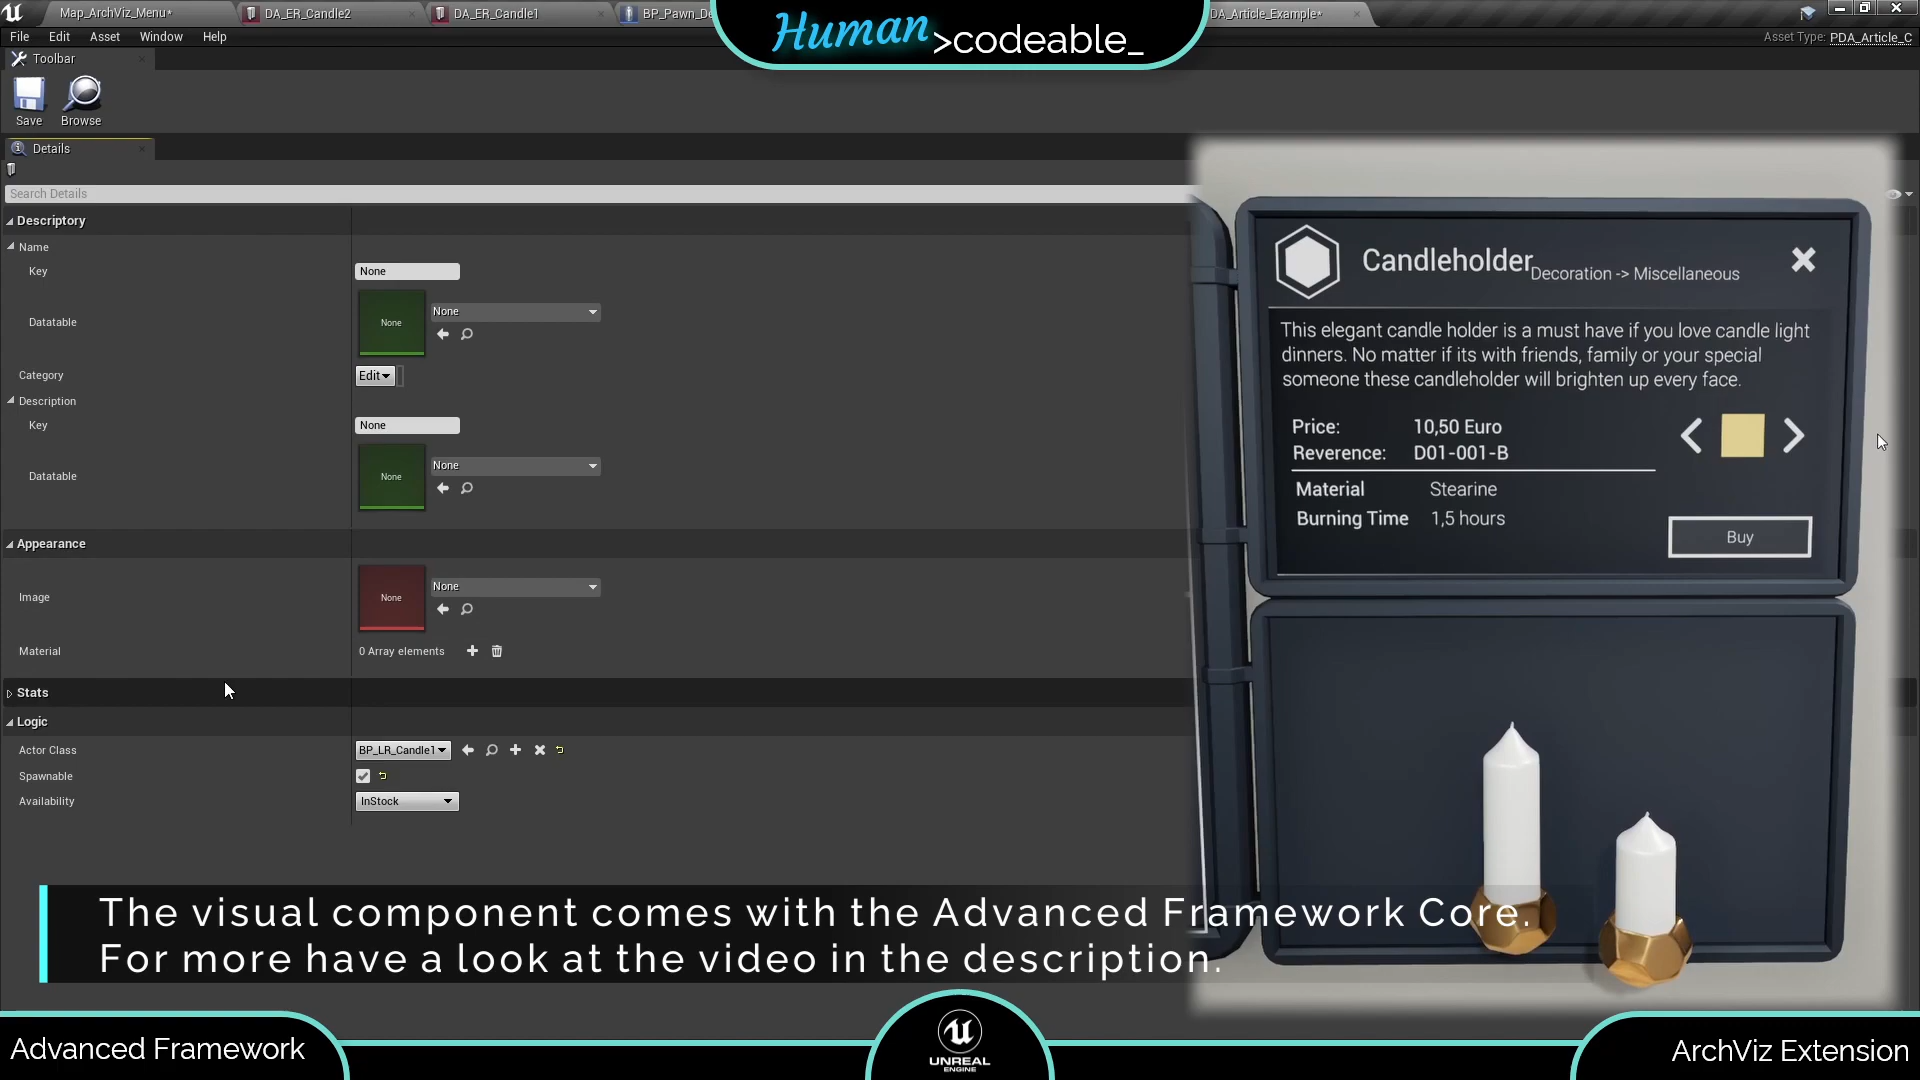 Map_ArchViz_Menu*
DA_ER_Candle2
DA_ER_Candle1
BP_Pawn_De
DA_Article_Example*
Human >codeable_
File Edit Asset Window Help
Asset Type: PDA_Article_C
Toolbar
Save Browse
Details
Search Details
Descriptory
Name
Key None
Datatable None None
Category Edit
Description
Key None
Datatable None None
Appearance
Image None None
Material 0 Array elements
Stats
Logic
Actor Class BP_LR_Candle1
Spawnable
Availability InStock
Candleholder Decoration -> Miscellaneous
This elegant candle holder is a must have if you love candle light
dinners. No matter if its with friends, family or your special
someone these candleholder will brighten up every face.
Price: 10,50 Euro
Reverence: D01-001-B
Material Stearine
Burning Time 1,5 hours
Buy
The visual component comes with the Advanced Framework Core.
For more have a look at the video in the description.
Advanced Framework
UNREAL
ENGINE
ArchViz Extension